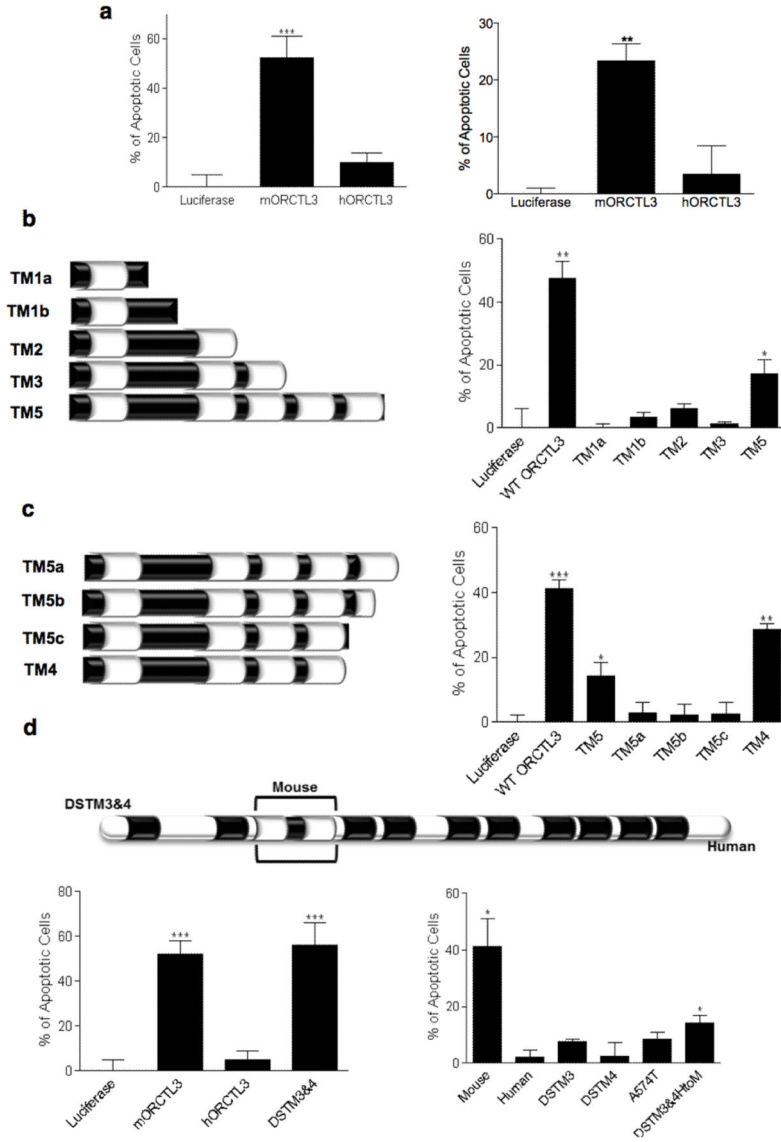 a
% of Apoptotic Cells
60
40
20
0
***
Luciferase mORCTL3 hORCTL3
% of Apoptotic Cells
30
20
10
0
**
Luciferase mORCTL3 hORCTL3
b
TM1a
TM1b
TM2
TM3
TM5
% of Apoptotic Cells
60
40
20
0
**
*
Luciferase WT ORCTL3 TM1a TM1b TM2 TM3 TM5
c
TM5a
TM5b
TM5c
TM4
% of Apoptotic Cells
60
40
20
0
***
*
**
Luciferase WT ORCTL3 TM5 TM5a TM5b TM5c TM4
d
Mouse
DSTM3&4
Human
% of Apoptotic Cells
80
60
40
20
0
***
***
Luciferase mORCTL3 hORCTL3 DSTM3&4
% of Apoptotic Cells
60
40
20
0
*
*
Mouse Human DSTM3 DSTM4 A574T DSTM3&4HtoM